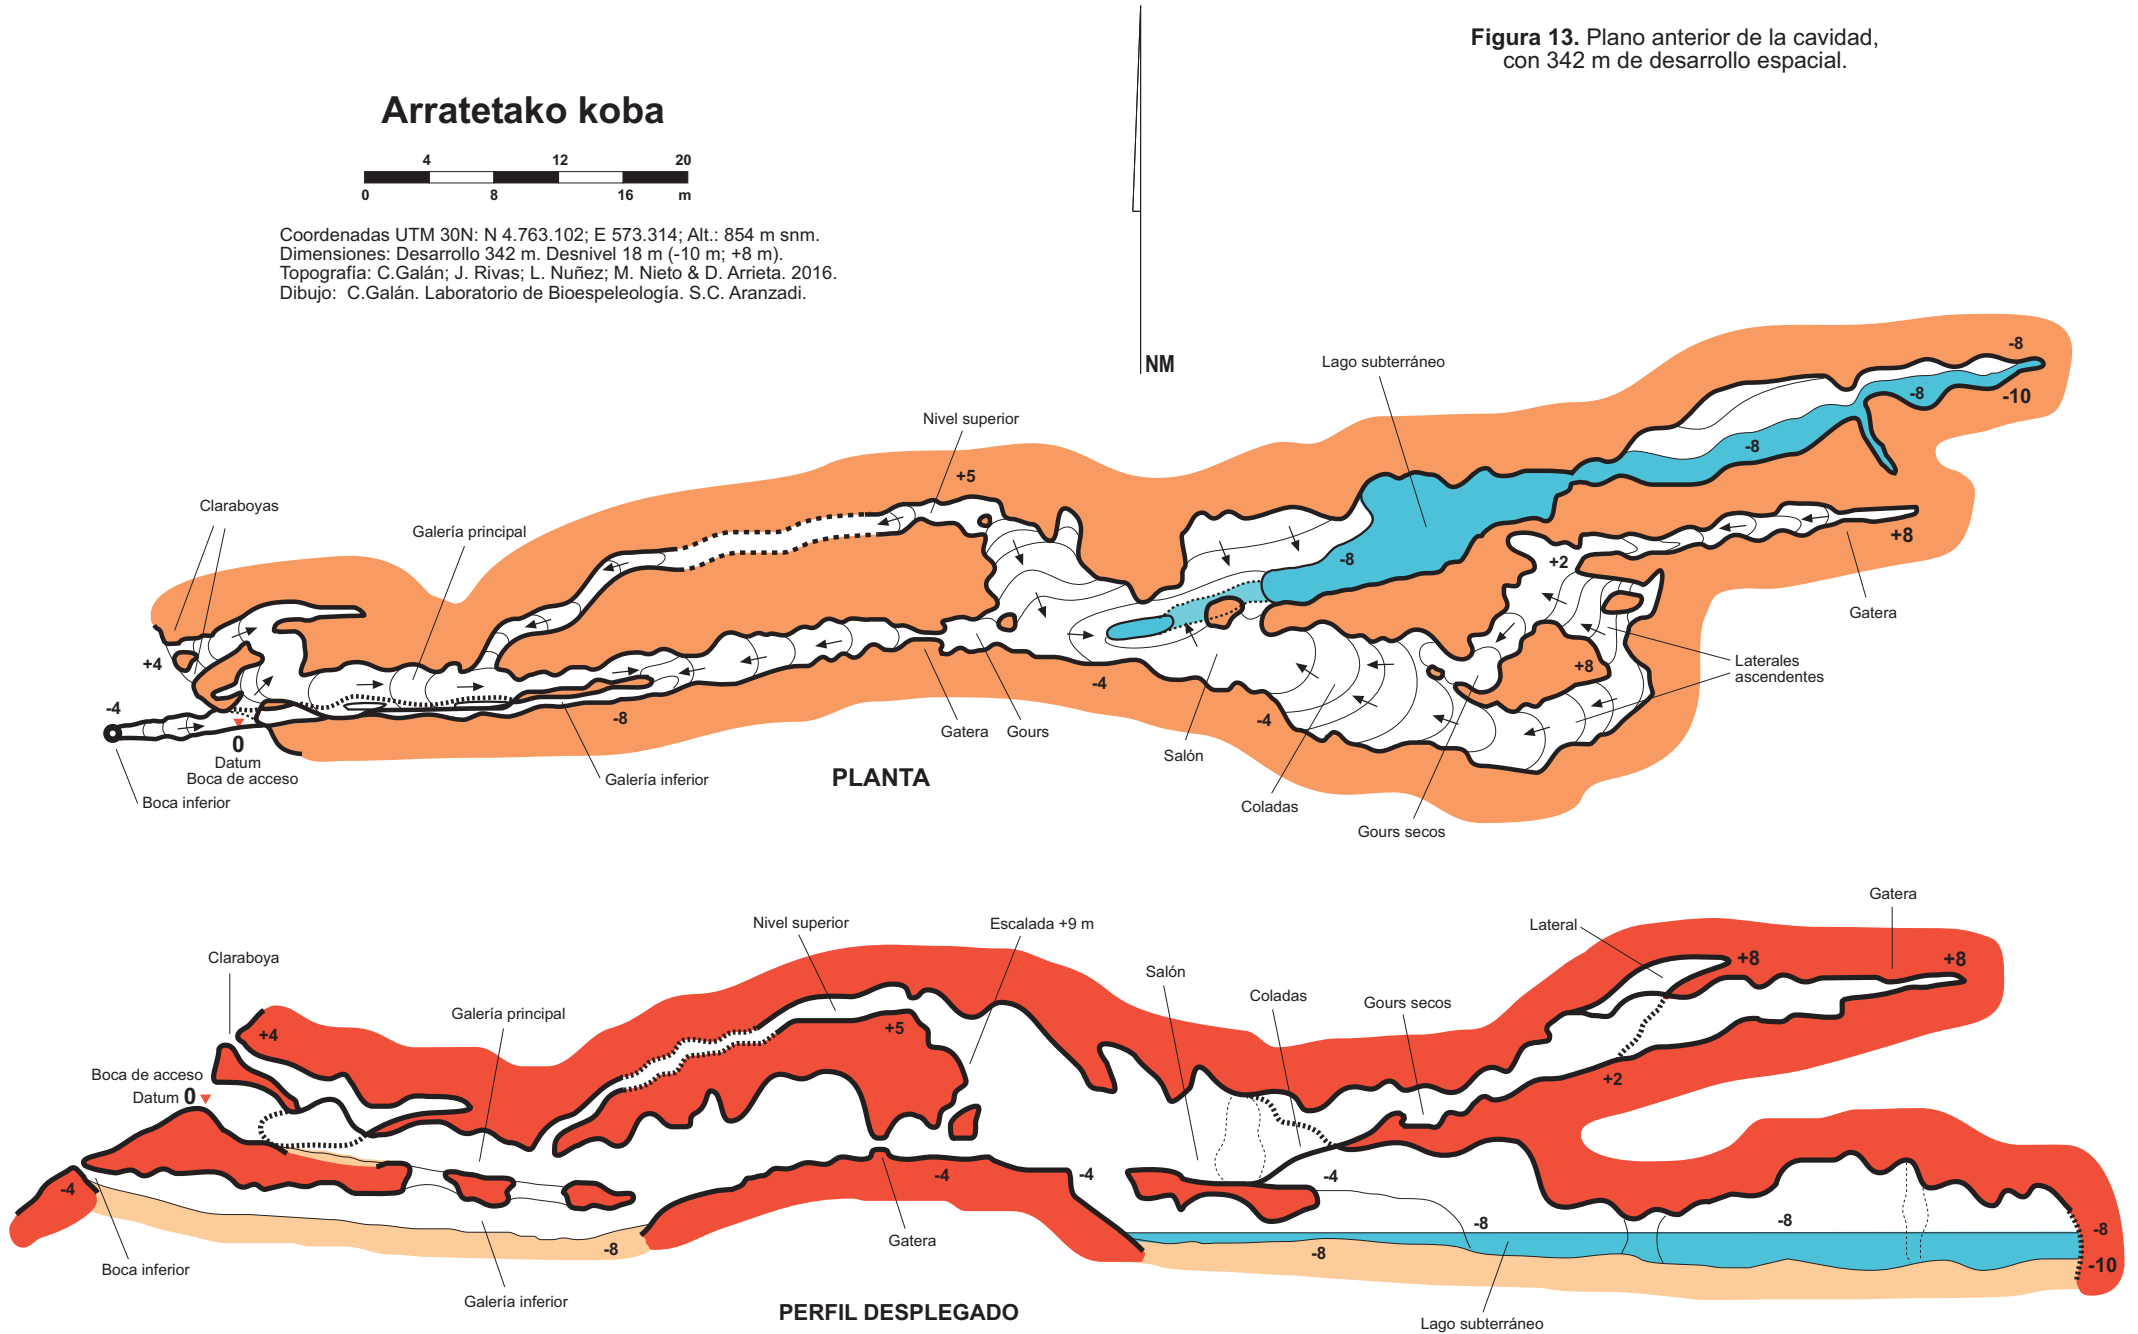 Figura 13. Plano anterior de la cavidad,
con 342 m de desarrollo espacial.
Arratetako koba
4 12 20
0 8 16 m
Coordenadas UTM 30N: N 4.763.102; E 573.314; Alt.: 854 m snm.
Dimensiones: Desarrollo 342 m. Desnivel 18 m (-10 m; +8 m).
Topografía: C.Galán; J. Rivas; L. Nuñez; M. Nieto & D. Arrieta. 2016.
Dibujo: C.Galán. Laboratorio de Bioespeleología. S.C. Aranzadi.
NM
Lago subterráneo
-8
-8
-10
Nivel superior
-8
+5
Claraboyas
Galería principal
+8
-8
+2
Gatera
+4
+8
Laterales
ascendentes
-4
-4
-8
-4
0
Datum
Boca de acceso
Gatera
Gours
Salón
Galería inferior
PLANTA
Boca inferior
Coladas
Gours secos
Gatera
Nivel superior
Escalada +9 m
Lateral
Claraboya
+8
+8
Salón
Coladas
Gours secos
Galería principal
+4
+5
Boca de acceso
Datum 0
+2
-4
-4
-4
-4
-8
-8
-8
-8
-8
-10
Gatera
Boca inferior
Galería inferior
PERFIL DESPLEGADO
Lago subterráneo